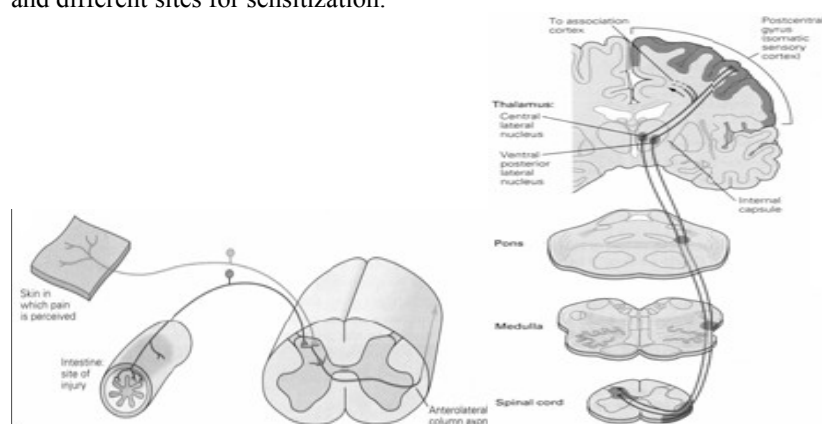 and different sites for sensitization.
To association
cortex
Postcentral
gyrus
(somatic
sensory
cortex)
Thalamus:
Central
lateral
nucleus
Ventral
posterior
lateral
nucleus
Internal
capsule
Pons
Medulla
Spinal cord
Skin in
which pain
is perceived
Intestine:
site of
injury
Anterolateral
column axon